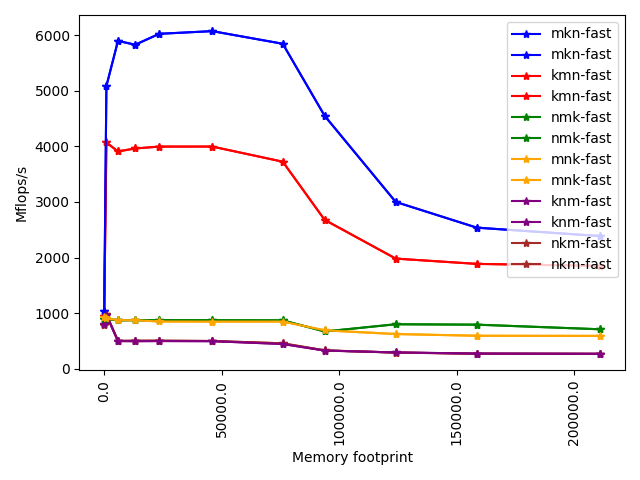 6000
5000
4000
3000
2000
1000
0
Mflops/s
mkn-fast
mkn-fast
kmn-fast
kmn-fast
nmk-fast
nmk-fast
mnk-fast
mnk-fast
knm-fast
knm-fast
nkm-fast
nkm-fast
0.0
50000.0
100000.0
150000.0
200000.0
Memory footprint